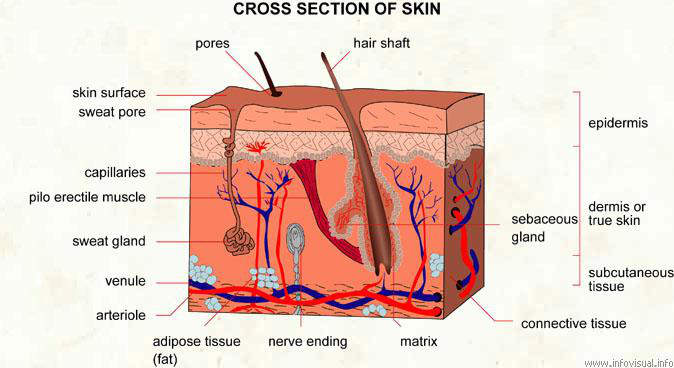 CROSS SECTION OF SKIN
pores
hair shaft
skin surface
sweat pore
epidermis
capillaries
pilo erectile muscle
dermis or
true skin
sebaceous
gland
sweat gland
subcutaneous
tissue
venule
arteriole
connective tissue
adipose tissue
(fat)
nerve ending
matrix
www.infovisual.info